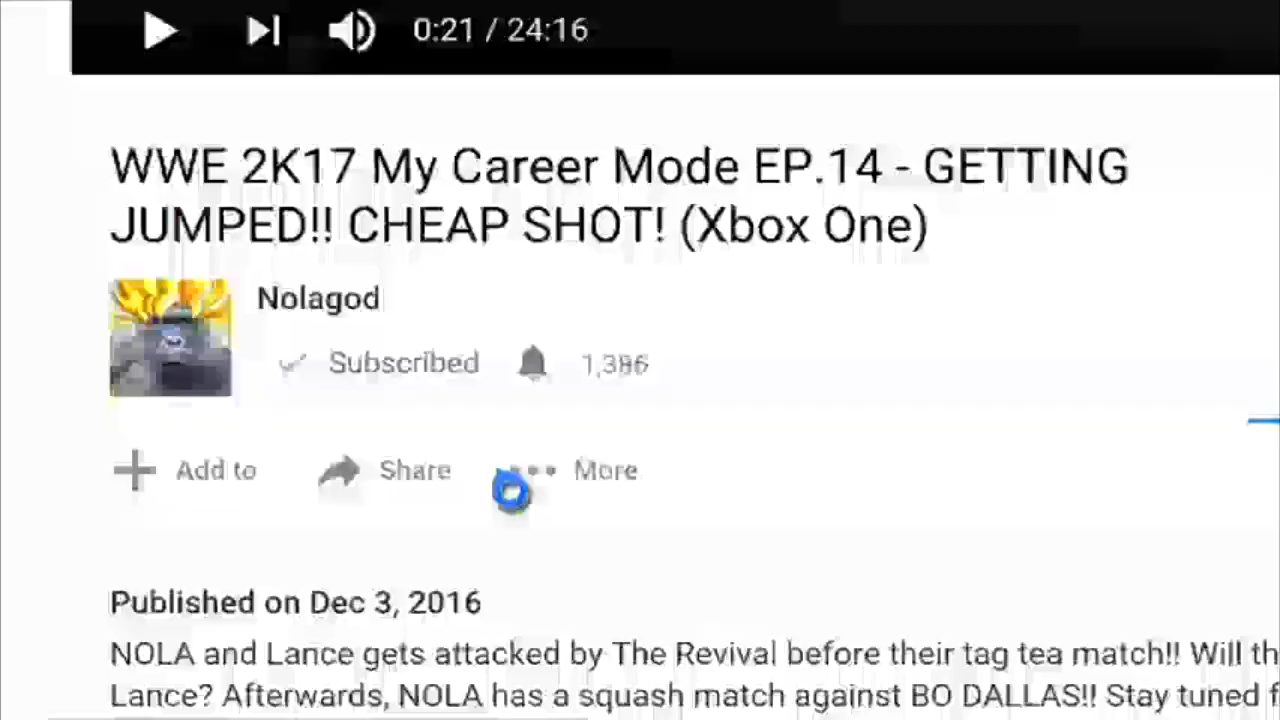 0:21 / 24:16
WWE 2K17 My Career Mode EP.14 - GETTING
JUMPED!! CHEAP SHOT! (Xbox One)
Nolagod
Subscribed 1,386
Add to Share More
Published on Dec 3, 2016
NOLA and Lance gets attacked by The Revival before their tag tea match!! Will th
Lance? Afterwards, NOLA has a squash match against BO DALLAS!! Stay tuned f